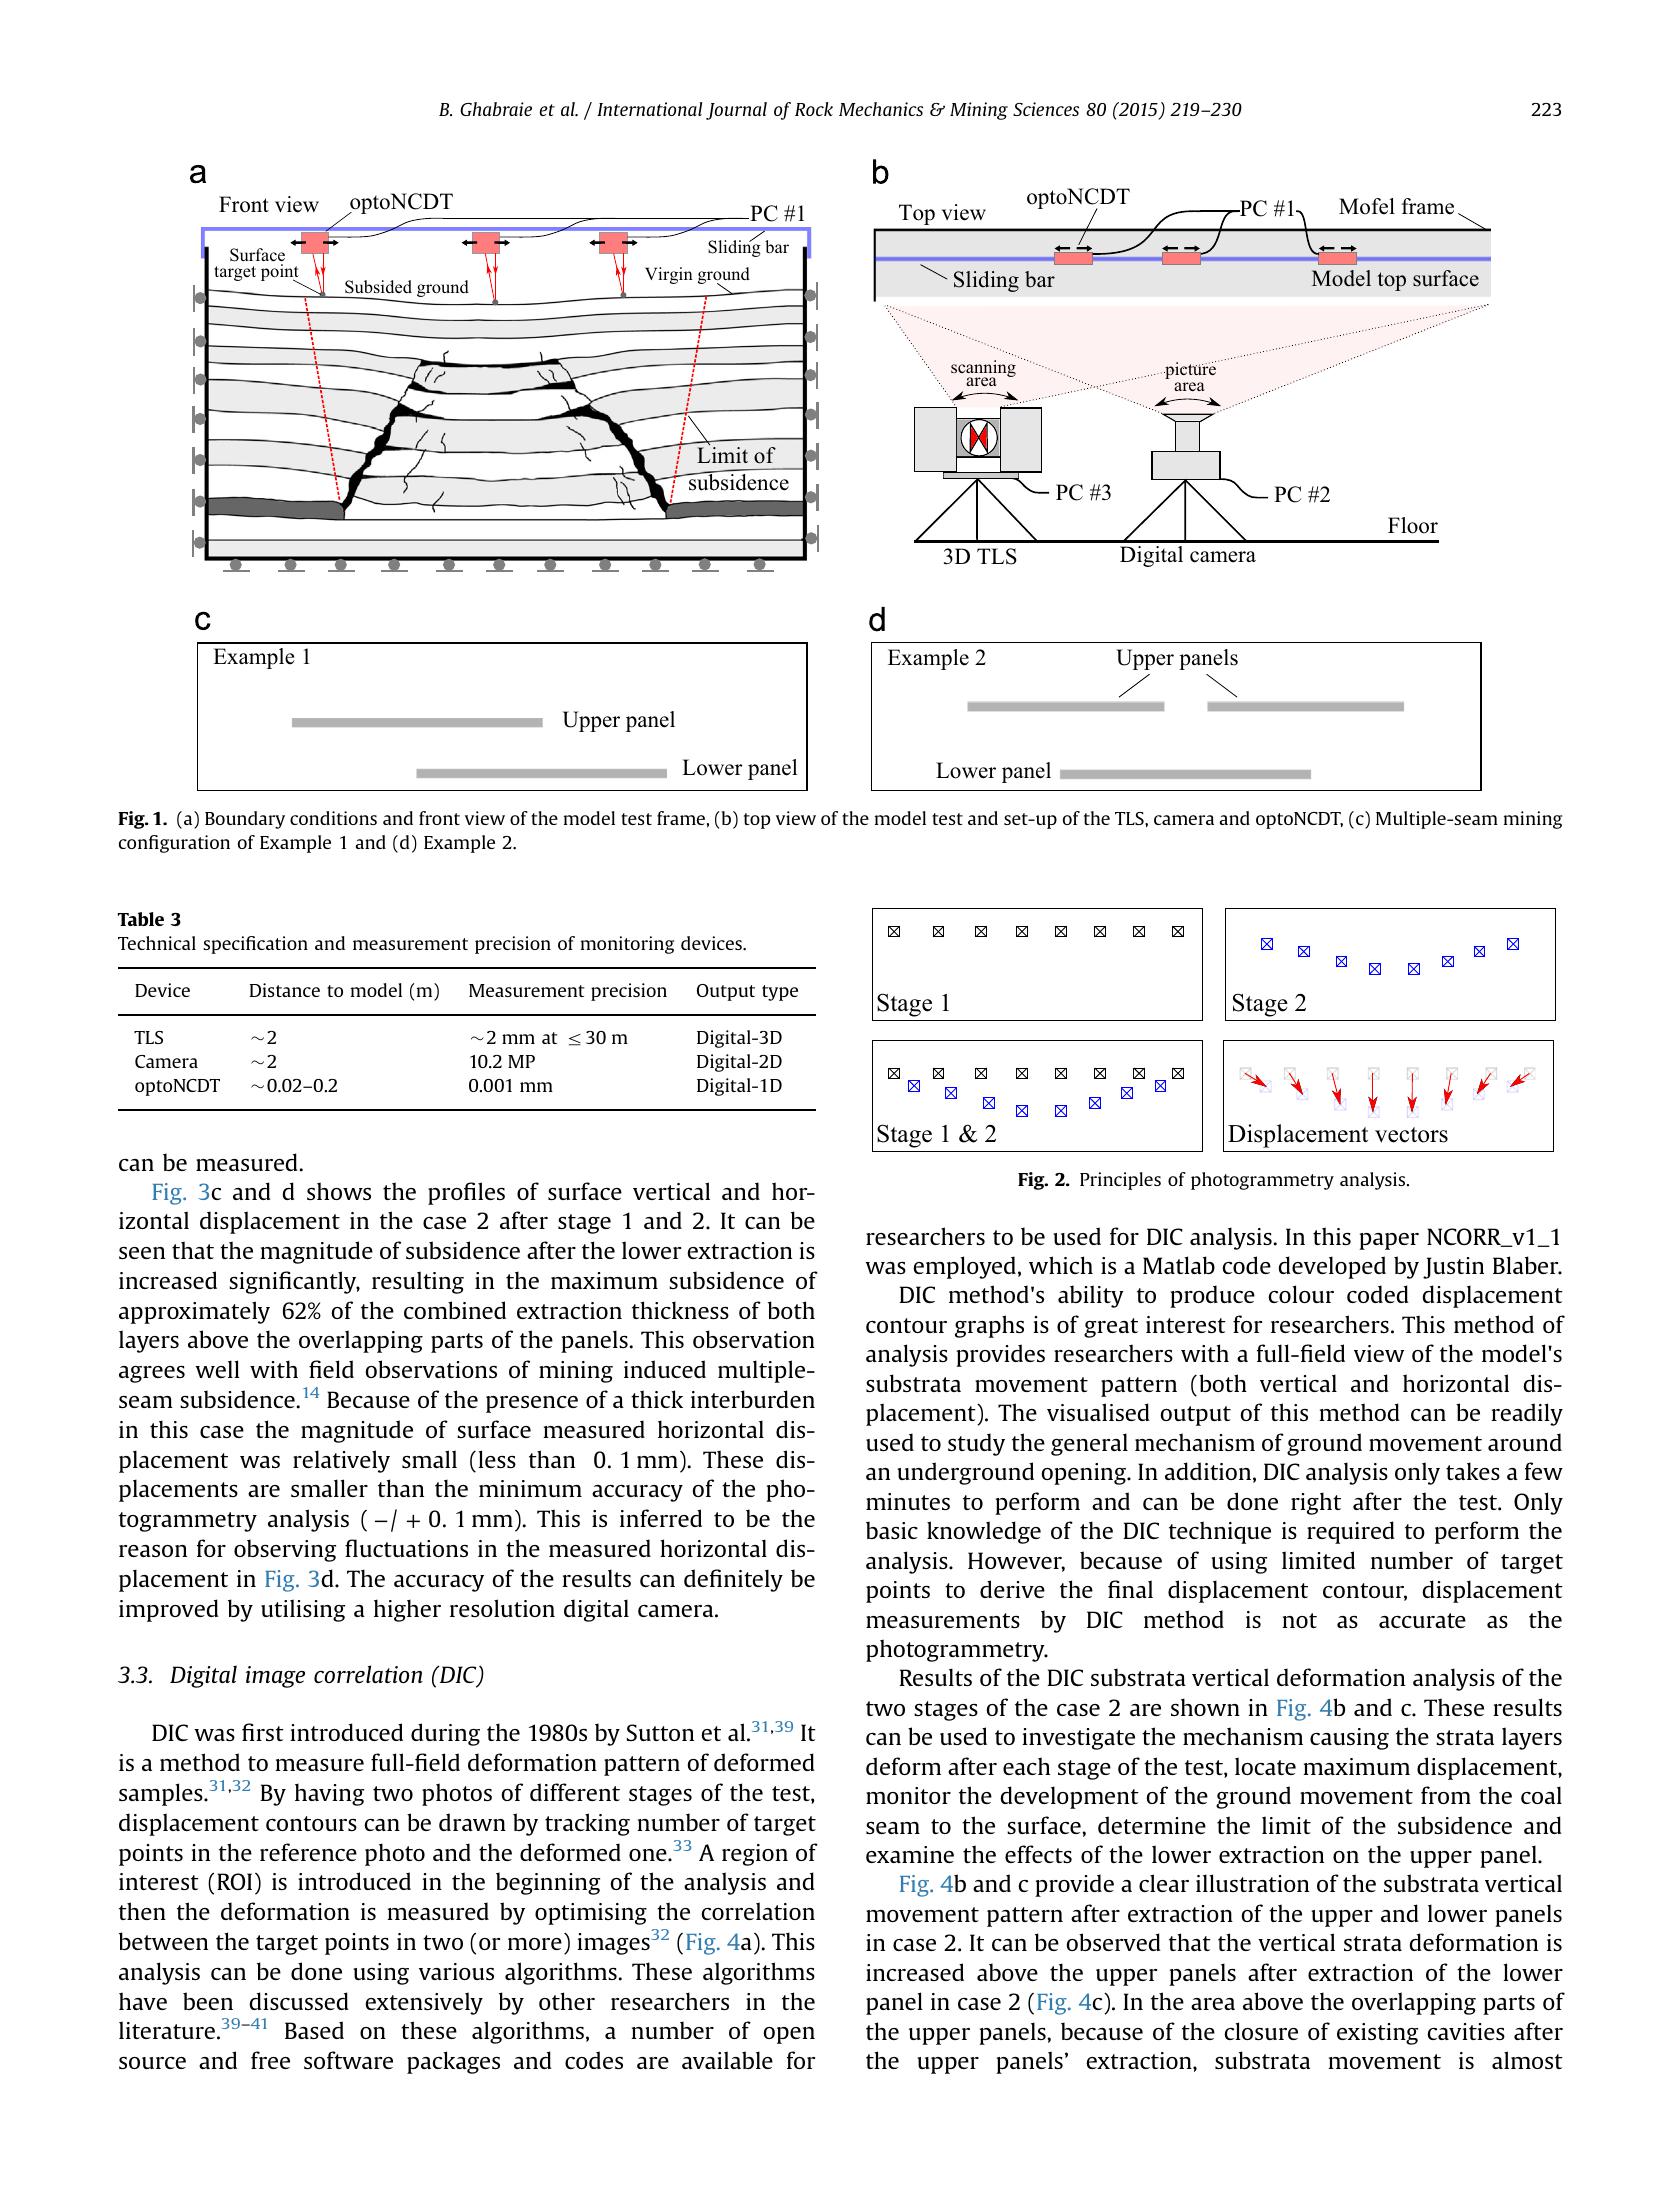 B. Ghabraie et al. / International Journal of Rock Mechanics & Mining Sciences 80 (2015) 219–230
223
a
Front view
optoNCDT
PC #1
Sliding bar
Surface
target point
Subsided ground
Virgin ground
Limit of
subsidence
b
Top view
optoNCDT
PC #1
Mofel frame
Sliding bar
Model top surface
scanning
area
picture
area
PC #3
PC #2
Floor
3D TLS
Digital camera
c
Example 1
Upper panel
Lower panel
d
Example 2
Upper panels
Lower panel
Fig. 1. (a) Boundary conditions and front view of the model test frame, (b) top view of the model test and set-up of the TLS, camera and optoNCDT, (c) Multiple-seam mining
configuration of Example 1 and (d) Example 2.
Table 3
Technical specification and measurement precision of monitoring devices.
Device Distance to model (m) Measurement precision Output type
TLS ∼2 ∼2 mm at ≤30 m Digital-3D
Camera ∼2 10.2 MP Digital-2D
optoNCDT ∼0.02–0.2 0.001 mm Digital-1D
can be measured.
Fig. 3c and d shows the profiles of surface vertical and hor-
izontal displacement in the case 2 after stage 1 and 2. It can be
seen that the magnitude of subsidence after the lower extraction is
increased significantly, resulting in the maximum subsidence of
approximately 62% of the combined extraction thickness of both
layers above the overlapping parts of the panels. This observation
agrees well with field observations of mining induced multiple-
seam subsidence.14 Because of the presence of a thick interburden
in this case the magnitude of surface measured horizontal dis-
placement was relatively small (less than 0. 1 mm). These dis-
placements are smaller than the minimum accuracy of the pho-
togrammetry analysis ( −/ + 0. 1 mm). This is inferred to be the
reason for observing fluctuations in the measured horizontal dis-
placement in Fig. 3d. The accuracy of the results can definitely be
improved by utilising a higher resolution digital camera.
3.3. Digital image correlation (DIC)
DIC was first introduced during the 1980s by Sutton et al.31,39 It
is a method to measure full-field deformation pattern of deformed
samples.31,32 By having two photos of different stages of the test,
displacement contours can be drawn by tracking number of target
points in the reference photo and the deformed one.33 A region of
interest (ROI) is introduced in the beginning of the analysis and
then the deformation is measured by optimising the correlation
between the target points in two (or more) images32 (Fig. 4a). This
analysis can be done using various algorithms. These algorithms
have been discussed extensively by other researchers in the
literature.39–41 Based on these algorithms, a number of open
source and free software packages and codes are available for
Stage 1
Stage 2
Stage 1 & 2
Displacement vectors
Fig. 2. Principles of photogrammetry analysis.
researchers to be used for DIC analysis. In this paper NCORR_v1_1
was employed, which is a Matlab code developed by Justin Blaber.
DIC method's ability to produce colour coded displacement
contour graphs is of great interest for researchers. This method of
analysis provides researchers with a full-field view of the model's
substrata movement pattern (both vertical and horizontal dis-
placement). The visualised output of this method can be readily
used to study the general mechanism of ground movement around
an underground opening. In addition, DIC analysis only takes a few
minutes to perform and can be done right after the test. Only
basic knowledge of the DIC technique is required to perform the
analysis. However, because of using limited number of target
points to derive the final displacement contour, displacement
measurements by DIC method is not as accurate as the
photogrammetry.
Results of the DIC substrata vertical deformation analysis of the
two stages of the case 2 are shown in Fig. 4b and c. These results
can be used to investigate the mechanism causing the strata layers
deform after each stage of the test, locate maximum displacement,
monitor the development of the ground movement from the coal
seam to the surface, determine the limit of the subsidence and
examine the effects of the lower extraction on the upper panel.
Fig. 4b and c provide a clear illustration of the substrata vertical
movement pattern after extraction of the upper and lower panels
in case 2. It can be observed that the vertical strata deformation is
increased above the upper panels after extraction of the lower
panel in case 2 (Fig. 4c). In the area above the overlapping parts of
the upper panels, because of the closure of existing cavities after
the upper panels’ extraction, substrata movement is almost